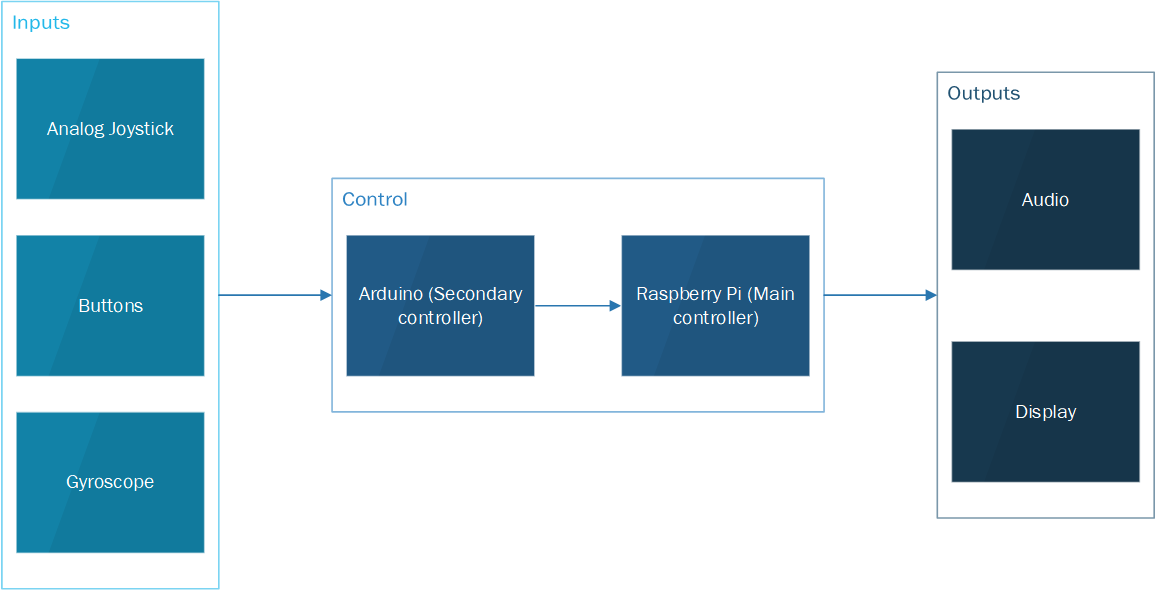 Inputs
Analog Joystick
Buttons
Gyroscope
Control
Arduino (Secondary
controller)
Raspberry Pi (Main
controller)
Outputs
Audio
Display